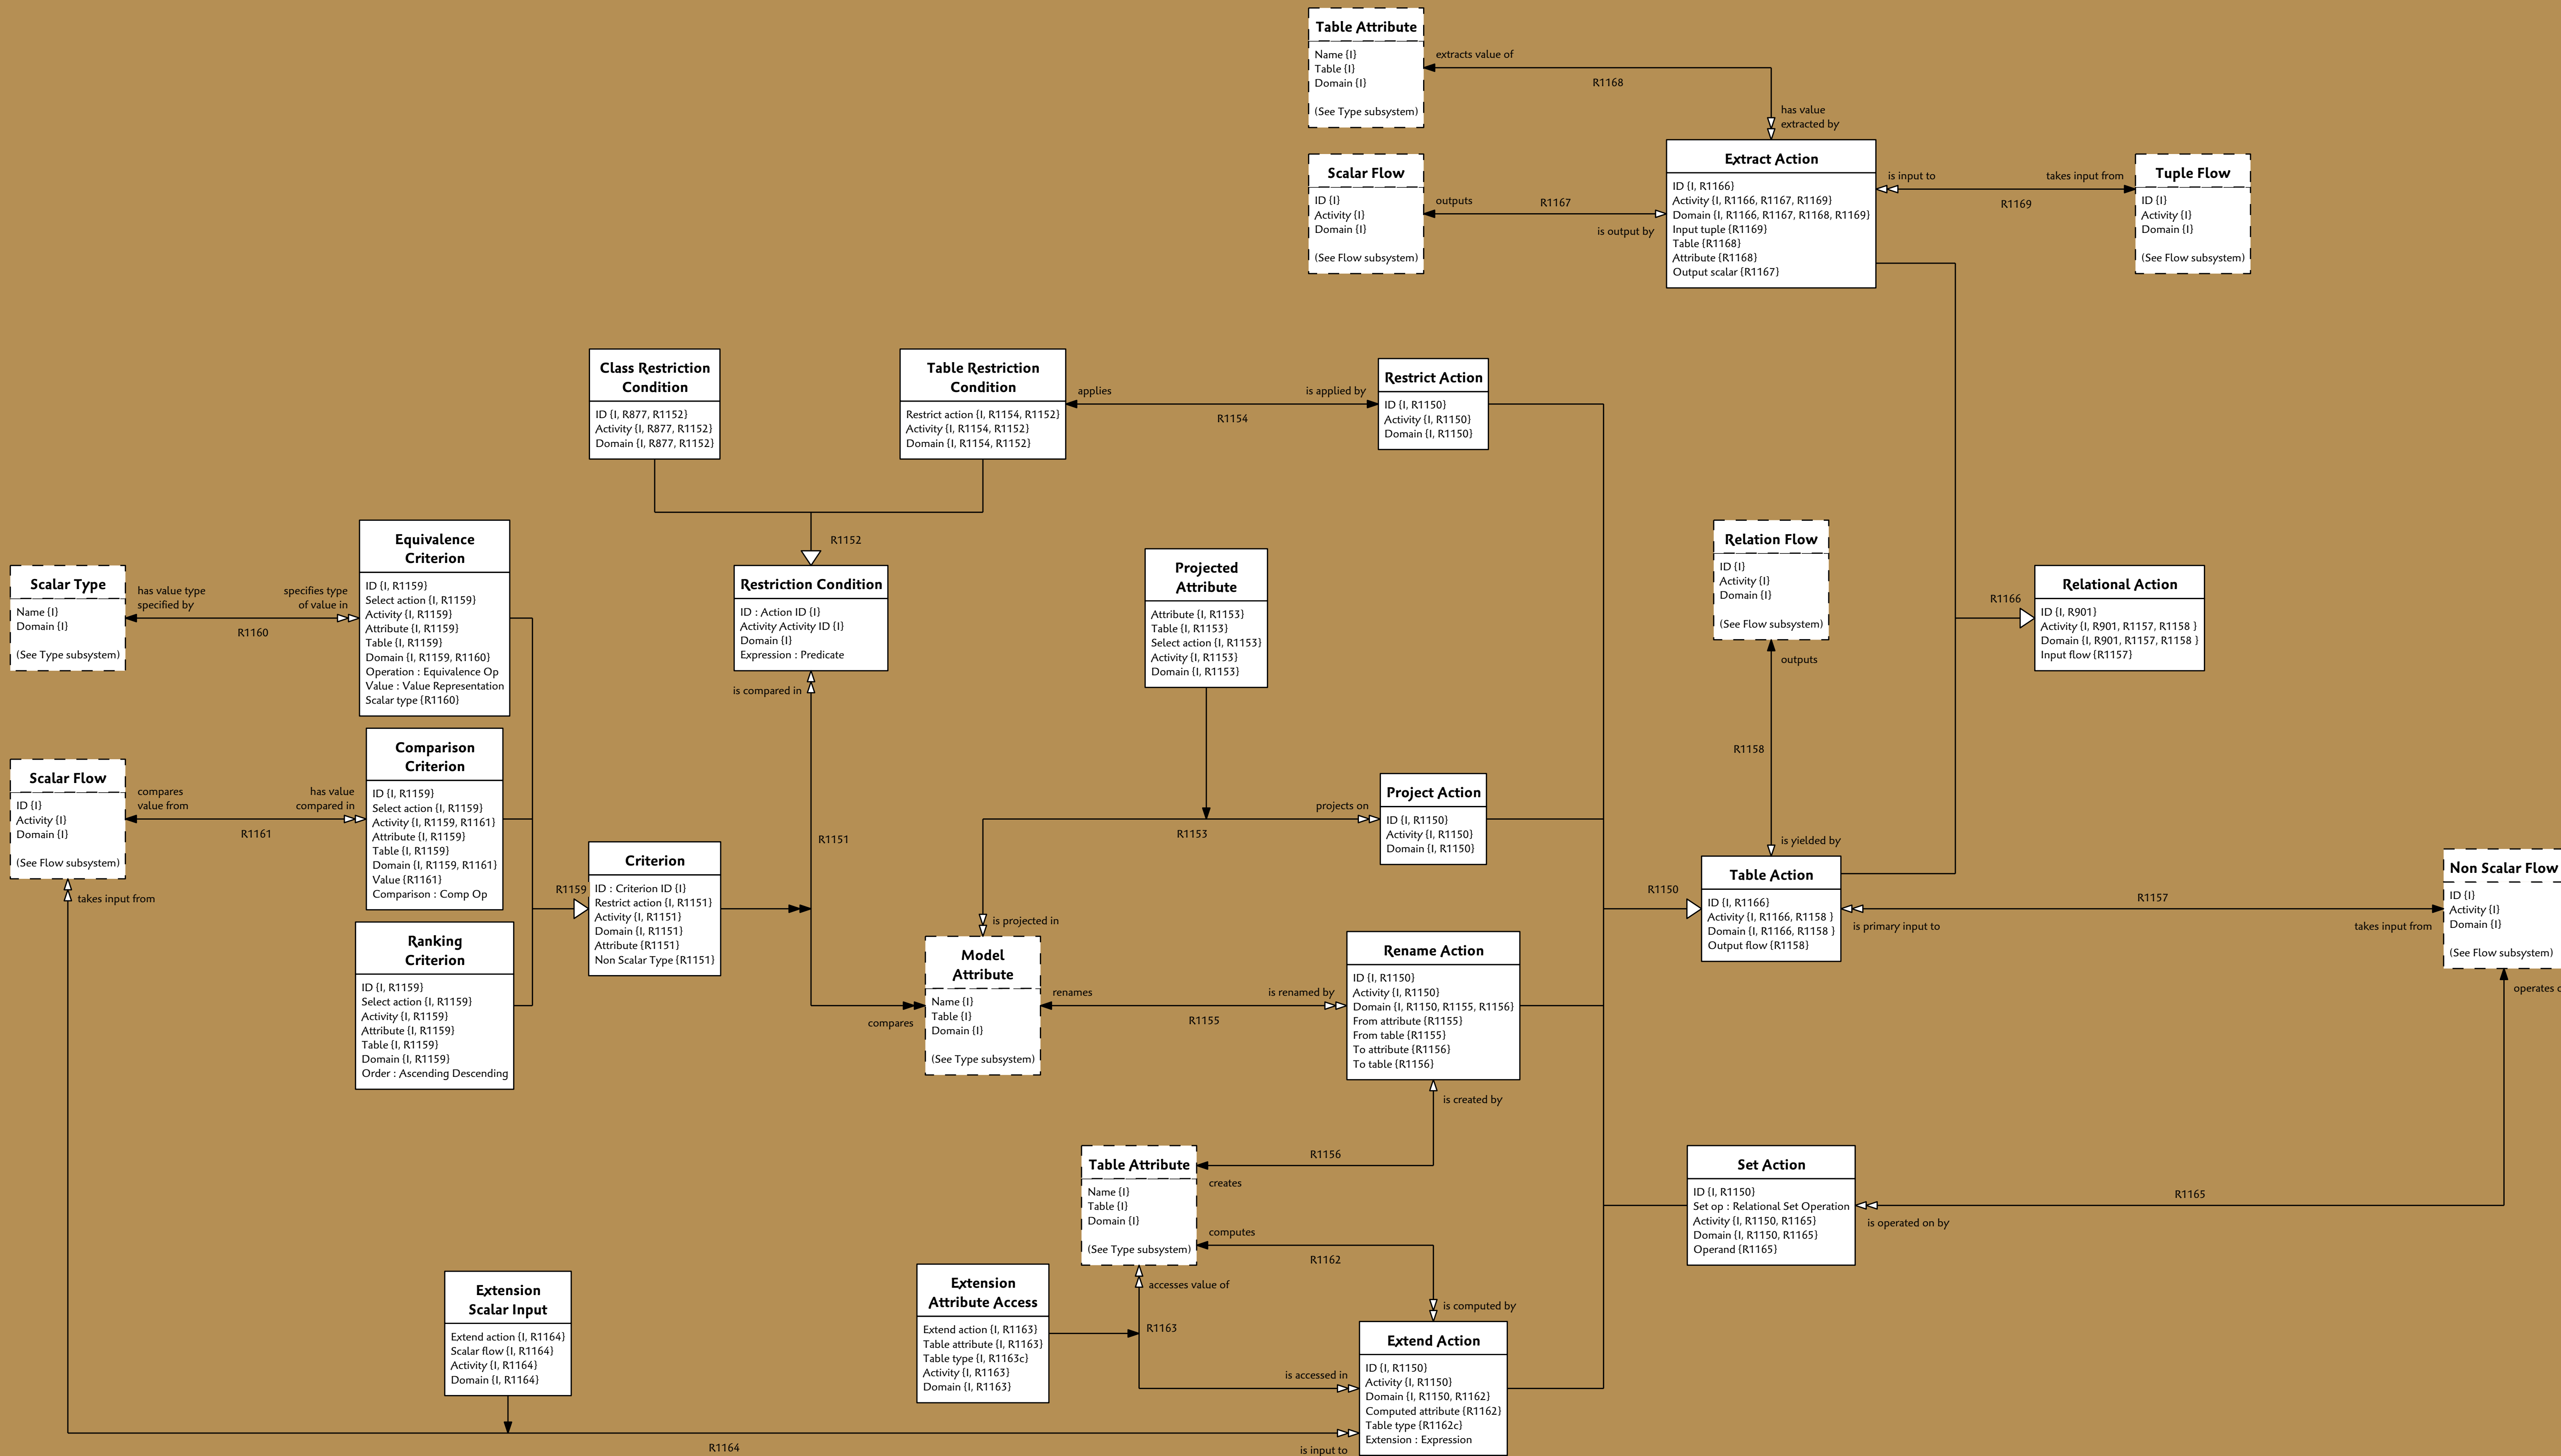 Table Attribute
Name {I}
Table {I}
Domain {I}
(See Type subsystem)
extracts value of
R1168
has value
extracted by
Scalar Flow
ID {I}
Activity {I}
Domain {I}
(See Flow subsystem)
outputs
R1167
is output by
Extract Action
ID {I, R1166}
Activity {I, R1166, R1167, R1169}
Domain {I, R1166, R1167, R1168, R1169}
Input tuple {R1169}
Table {R1168}
Attribute {R1168}
Output scalar {R1167}
is input to
takes input from
R1169
Tuple Flow
ID {I}
Activity {I}
Domain {I}
(See Flow subsystem)
Class Restriction
Condition
ID {I, R877, R1152}
Activity {I, R877, R1152}
Domain {I, R877, R1152}
Table Restriction
Condition
Restrict action {I, R1154, R1152}
Activity {I, R1154, R1152}
Domain {I, R1154, R1152}
applies
is applied by
R1154
Restrict Action
ID {I, R1150}
Activity {I, R1150}
Domain {I, R1150}
R1152
Scalar Type
Name {I}
Domain {I}
(See Type subsystem)
has value type
specified by
specifies type
of value in
R1160
Equivalence
Criterion
ID {I, R1159}
Select action {I, R1159}
Activity {I, R1159}
Attribute {I, R1159}
Table {I, R1159}
Domain {I, R1159, R1160}
Operation : Equivalence Op
Value : Value Representation
Scalar type {R1160}
Restriction Condition
ID : Action ID {I}
Activity Activity ID {I}
Domain {I}
Expression : Predicate
is compared in
Projected
Attribute
Attribute {I, R1153}
Table {I, R1153}
Select action {I, R1153}
Activity {I, R1153}
Domain {I, R1153}
Relation Flow
ID {I}
Activity {I}
Domain {I}
(See Flow subsystem)
outputs
R1158
is yielded by
R1166
Relational Action
ID {I, R901}
Activity {I, R901, R1157, R1158 }
Domain {I, R901, R1157, R1158 }
Input flow {R1157}
Scalar Flow
ID {I}
Activity {I}
Domain {I}
(See Flow subsystem)
compares
value from
has value
compared in
R1161
takes input from
Comparison
Criterion
ID {I, R1159}
Select action {I, R1159}
Activity {I, R1159, R1161}
Attribute {I, R1159}
Table {I, R1159}
Domain {I, R1159, R1161}
Value {R1161}
Comparison : Comp Op
R1159
Criterion
ID : Criterion ID {I}
Restrict action {I, R1151}
Activity {I, R1151}
Domain {I, R1151}
Attribute {R1151}
Non Scalar Type {R1151}
R1151
compares
R1153
projects on
is projected in
Project Action
ID {I, R1150}
Activity {I, R1150}
Domain {I, R1150}
R1150
Table Action
ID {I, R1166}
Activity {I, R1166, R1158 }
Domain {I, R1166, R1158 }
Output flow {R1158}
R1157
is primary input to
takes input from
Non Scalar Flow
ID {I}
Activity {I}
Domain {I}
(See Flow subsystem)
operates
Ranking
Criterion
ID {I, R1159}
Select action {I, R1159}
Activity {I, R1159}
Attribute {I, R1159}
Table {I, R1159}
Domain {I, R1159}
Order : Ascending Descending
Model
Attribute
Name {I}
Table {I}
Domain {I}
(See Type subsystem)
renames
is renamed by
R1155
Rename Action
ID {I, R1150}
Activity {I, R1150}
Domain {I, R1150, R1155, R1156}
From attribute {R1155}
From table {R1155}
To attribute {R1156}
To table {R1156}
is created by
R1156
creates
Table Attribute
Name {I}
Table {I}
Domain {I}
(See Type subsystem)
computes
R1162
is computed by
accesses value of
R1163
is accessed in
Set Action
ID {I, R1150}
Set op : Relational Set Operation
Activity {I, R1150, R1165}
Domain {I, R1150, R1165}
Operand {R1165}
R1165
is operated on by
Extension
Scalar Input
Extend action {I, R1164}
Scalar flow {I, R1164}
Activity {I, R1164}
Domain {I, R1164}
Extension
Attribute Access
Extend action {I, R1163}
Table attribute {I, R1163}
Table type {I, R1163c}
Activity {I, R1163}
Domain {I, R1163}
Extend Action
ID {I, R1150}
Activity {I, R1150}
Domain {I, R1150, R1162}
Computed attribute {R1162}
Table type {R1162c}
Extension : Expression
R1164
is input to